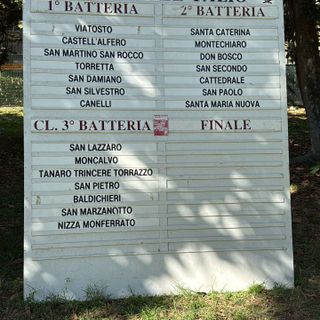 1° BATTERIA
VIATOSTO
CASTELL'ALFERO
SAN MARTINO SAN ROCCO
TORRETTA
SAN DAMIANO
SAN SILVESTRO
CANELLI
2° BATTERIA
SANTA CATERINA
MONTECHIARO
DON BOSCO
SAN SECONDO
CATTEDRALE
SAN PAOLO
SANTA MARIA NUOVA
CL. 3° BATTERIA
SAN LAZZARO
MONCALVO
TANARO TRINCERE TORRAZZO
SAN PIETRO
BALDICHIERI
SAN MARZANOTTO
NIZZA MONFERRATO
FINALE